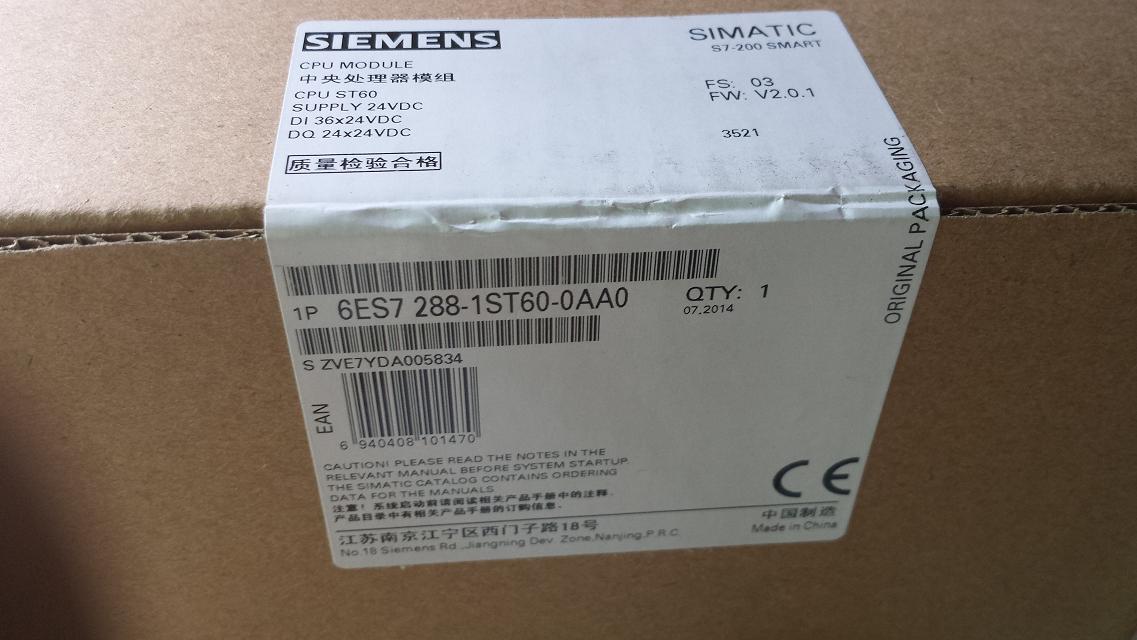 SIEMENS
SIMATIC
S7-200 SMART
CPU MODULE
中央处理器模组
CPU ST60
SUPPLY 24VDC
DI 36x24VDC
DQ 24x24VDC
FS: 03
FW: V2.0.1
3521
质量检验合格
ORIGINAL PACKAGING
1P 6ES7 288-1ST60-0AA0
QTY: 1
07.2014
S ZVE7YDA005834
EAN
6 940408 101470
CAUTION! PLEASE READ THE NOTES IN THE
RELEVANT MANUAL BEFORE SYSTEM STARTUP.
THE SIMATIC CATALOG CONTAINS ORDERING
DATA FOR THE MANUALS
注意！系统启动前请阅读相关产品手册中的注释.
产品目录中有相关产品手册的订购信息.
CE
江苏南京江宁区西门子路18号
No.18 Siemens Rd.,Jiangning Dev. Zone,Nanjing,P.R.C.
中国制造
Made in China